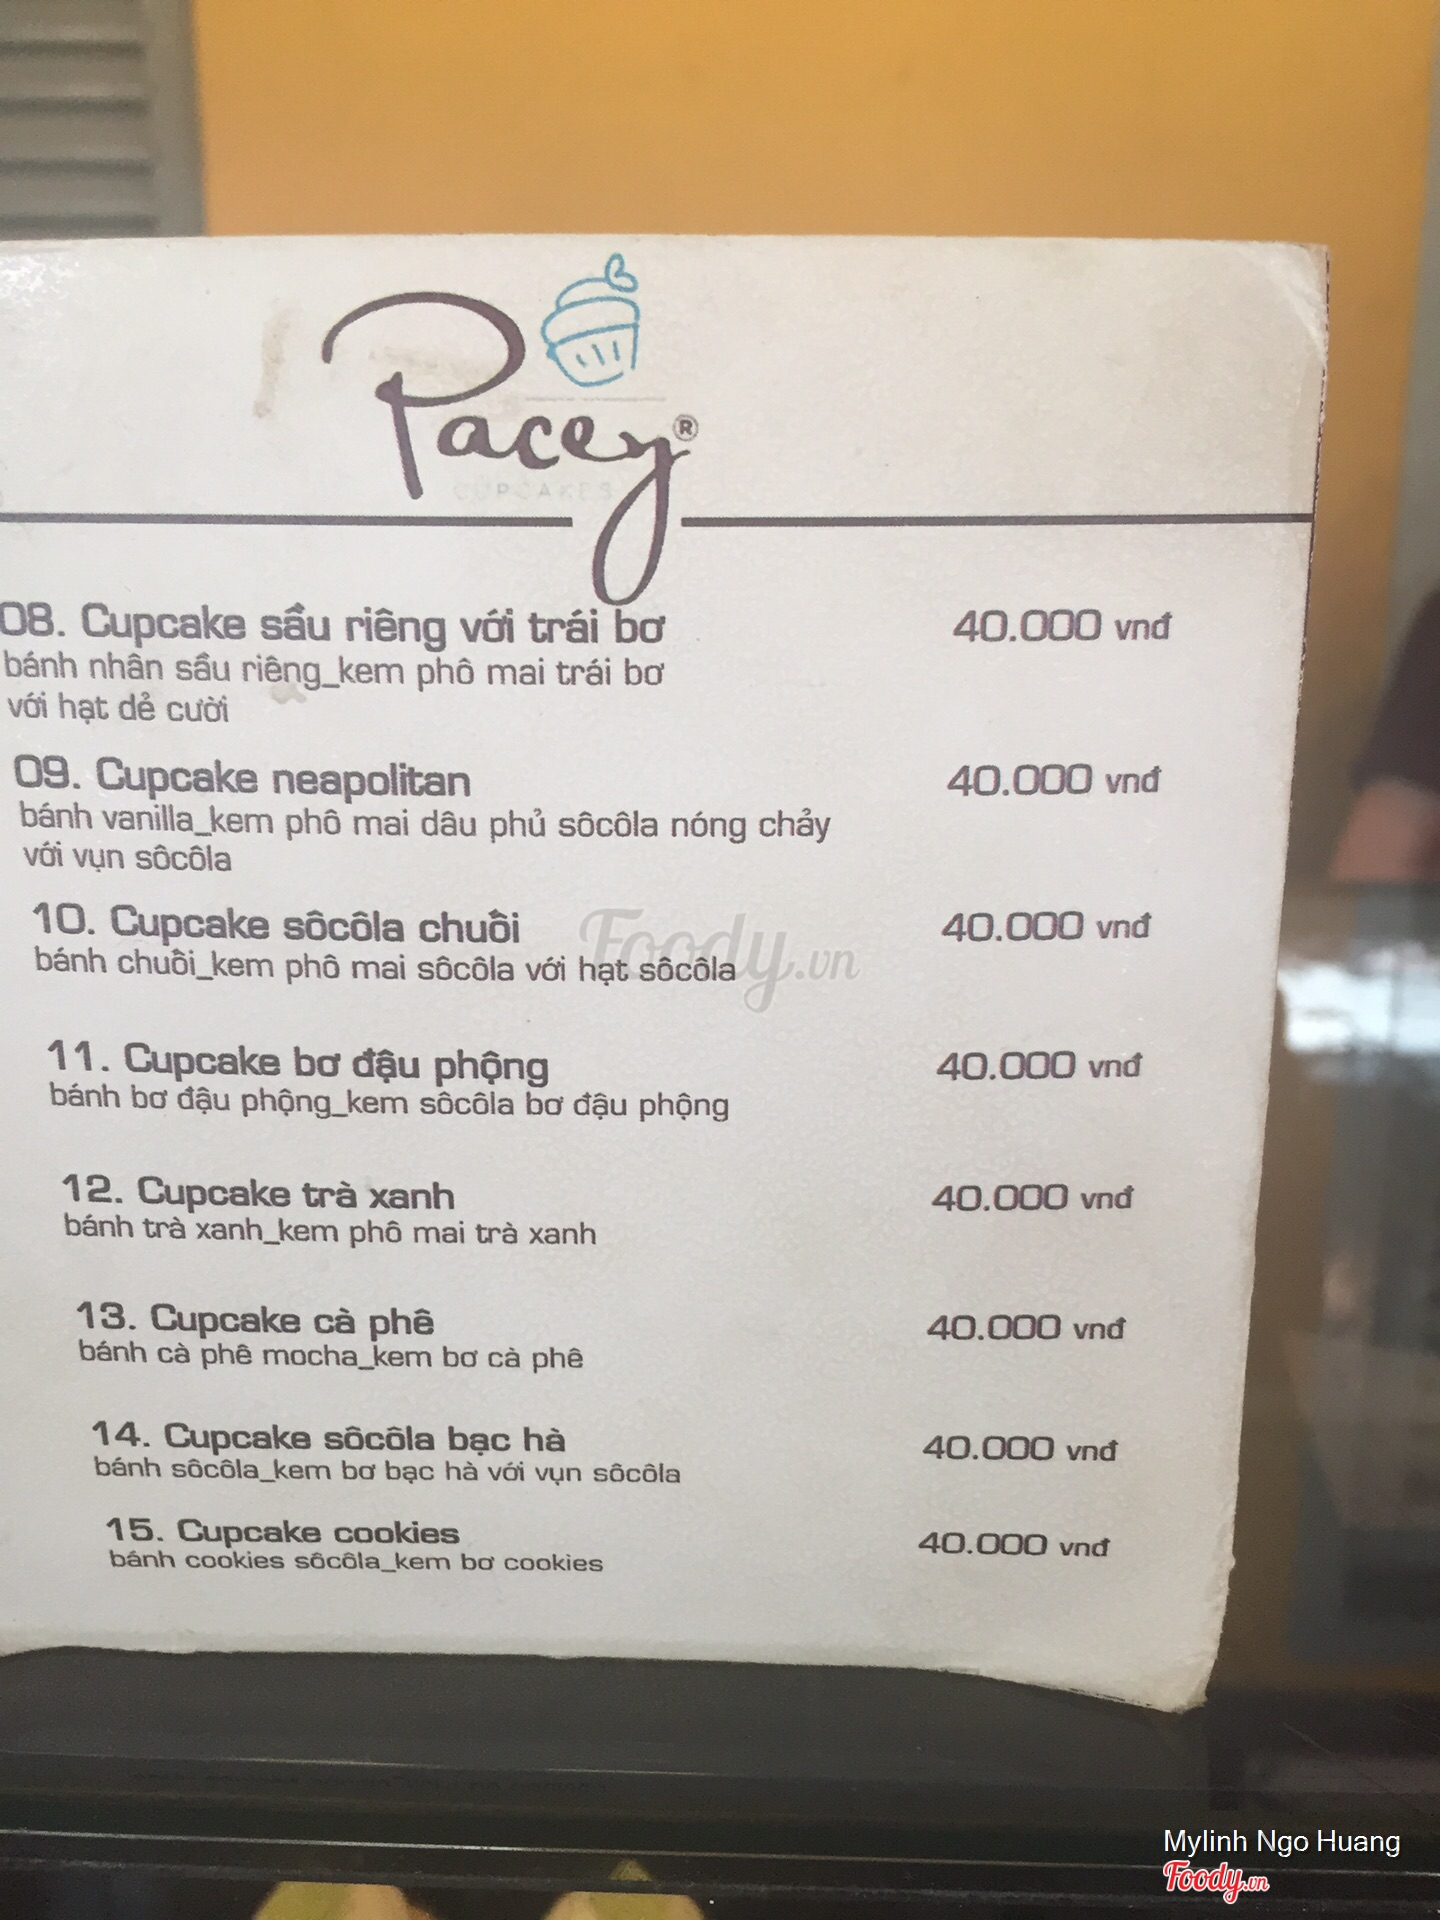 Pacey®
CUPCAKES
08. Cupcake sầu riêng với trái bơ 40.000 vnđ
bánh nhân sầu riêng_kem phô mai trái bơ
với hạt dẻ cười
09. Cupcake neapolitan 40.000 vnđ
bánh vanilla_kem phô mai dâu phủ sôcôla nóng chảy
với vụn sôcôla
10. Cupcake sôcôla chuối 40.000 vnđ
bánh chuối_kem phô mai sôcôla với hạt sôcôla
Foody.vn
11. Cupcake bơ đậu phộng 40.000 vnđ
bánh bơ đậu phộng_kem sôcôla bơ đậu phộng
12. Cupcake trà xanh 40.000 vnđ
bánh trà xanh_kem phô mai trà xanh
13. Cupcake cà phê 40.000 vnđ
bánh cà phê mocha_kem bơ cà phê
14. Cupcake sôcôla bạc hà 40.000 vnđ
bánh sôcôla_kem bơ bạc hà với vụn sôcôla
15. Cupcake cookies 40.000 vnđ
bánh cookies sôcôla_kem bơ cookies
Mylinh Ngo Huang
Foody.vn